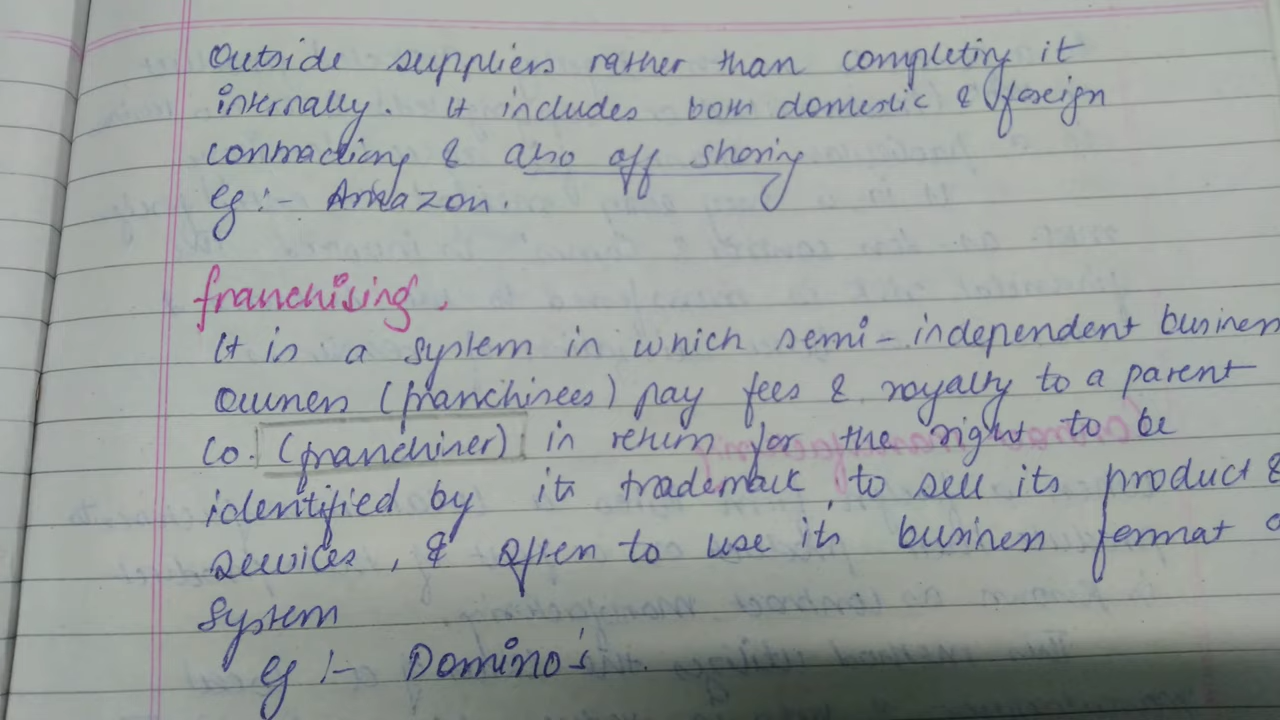 outside suppliers rather than completing it
internally. It includes both domestic & foreign
contracting & also off shoring
eg :- Amazon.
franchising.
It is a system in which semi-independent business
owners (franchisees) pay fees & royalty to a parent
Co. (franchiser) in return for the right to be
identified by its trademark, to sell its product &
services, & often to use its business format
system
eg :- Domino's.